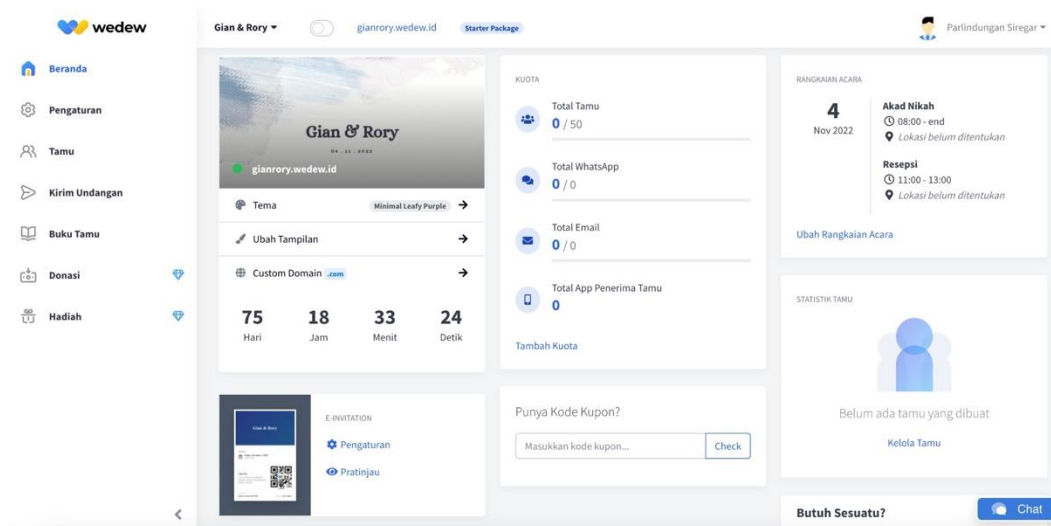 wedew
Gian & Rory
gianrory.wedew.id
Starter Package
Parlindungan Siregar
Beranda
Pengaturan
Tamu
Kirim Undangan
Buku Tamu
Donasi
Hadiah
Gian & Rory
04 . 11 . 2022
gianrory.wedew.id
Tema
Minimal Leafy Purple
Ubah Tampilan
Custom Domain .com
75 18 33 24
Hari Jam Menit Detik
Gian & Rory
E-INVITATION
Pengaturan
Pratinjau
KUOTA
Total Tamu
0 / 50
Total WhatsApp
0 / 0
Total Email
0 / 0
Total App Penerima Tamu
0
Tambah Kuota
Punya Kode Kupon?
Masukkan kode kupon... Check
RANGKAIAN ACARA
4
Nov 2022
Akad Nikah
08:00 - end
Lokasi belum ditentukan
Resepsi
11:00 - 13:00
Lokasi belum ditentukan
Ubah Rangkaian Acara
STATISTIK TAMU
Belum ada tamu yang dibuat
Kelola Tamu
Butuh Sesuatu?
Chat